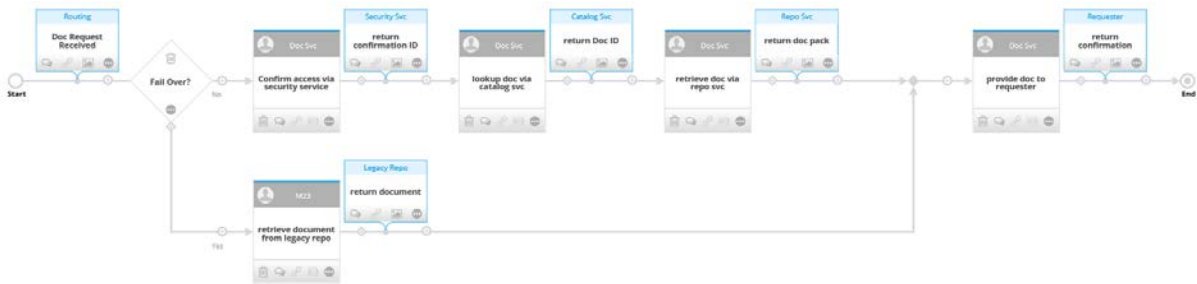 Routing
Doc Request
Received
Security Svc
return
confirmation ID
Catalog Svc
return Doc ID
Repo Svc
return doc pack
Requester
return
confirmation
Start
Fail Over?
No
Doc Svc
Confirm access via
security service
Doc Svc
lookup doc via
catalog svc
Doc Svc
retrieve doc via
repo svc
Doc Svc
provide doc to
requester
End
Yes
M23
retrieve document
from legacy repo
Legacy Repo
return document